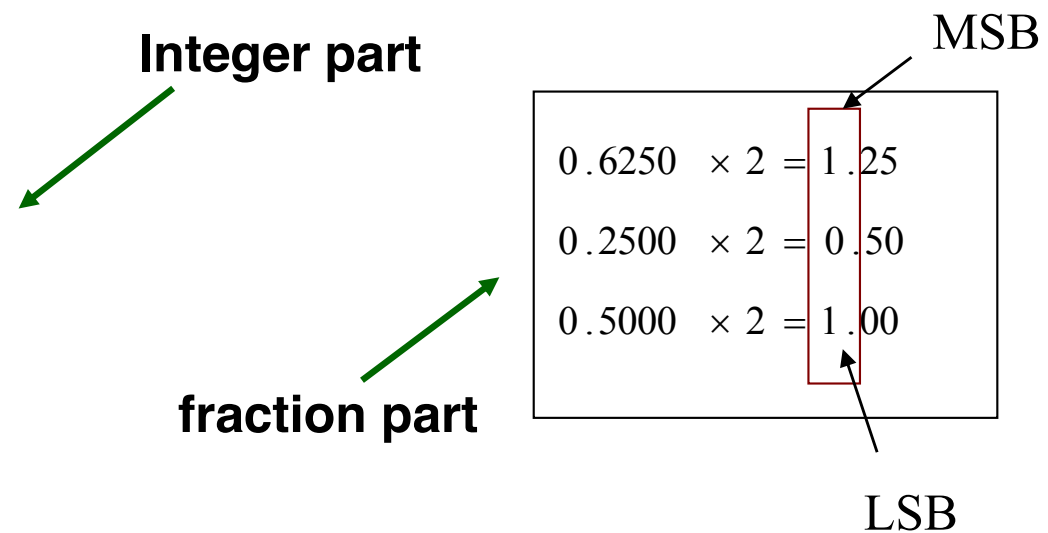 MSB
Integer part
0.6250 × 2 = 1.25
0.2500 × 2 = 0.50
0.5000 × 2 = 1.00
fraction part
LSB